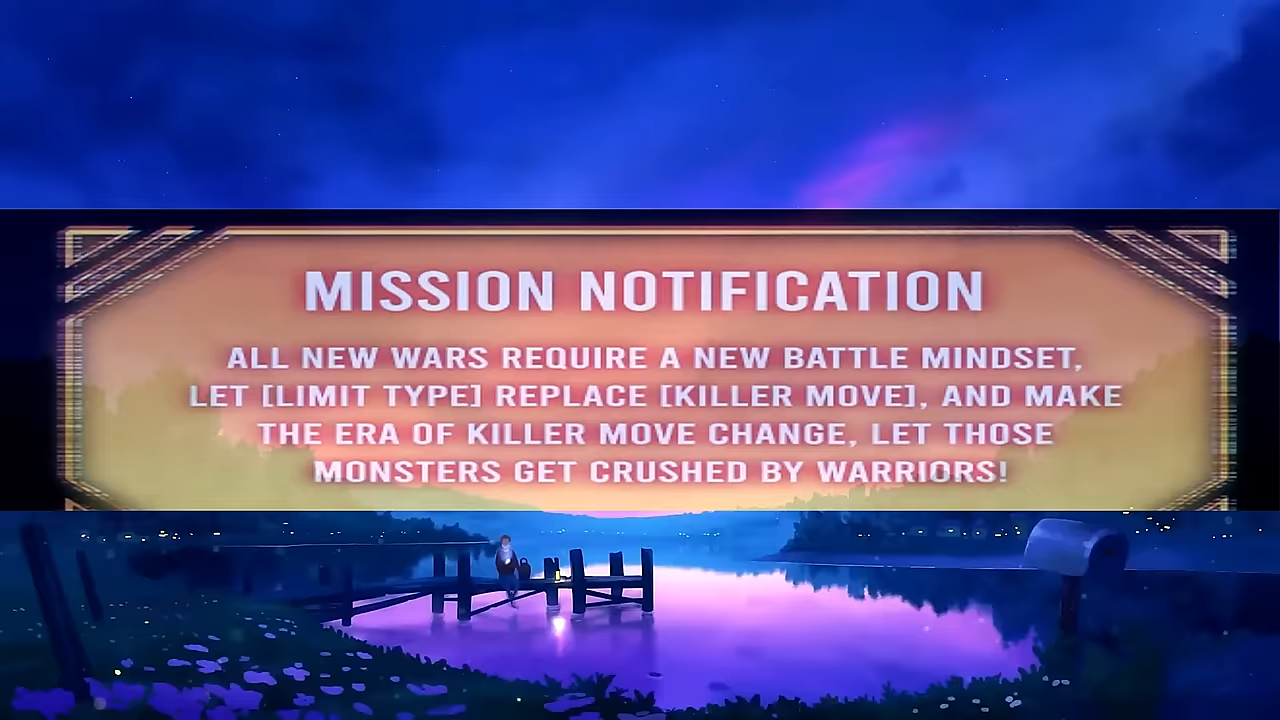 MISSION NOTIFICATION
ALL NEW WARS REQUIRE A NEW BATTLE MINDSET,
LET [LIMIT TYPE] REPLACE [KILLER MOVE], AND MAKE
THE ERA OF KILLER MOVE CHANGE, LET THOSE
MONSTERS GET CRUSHED BY WARRIORS!